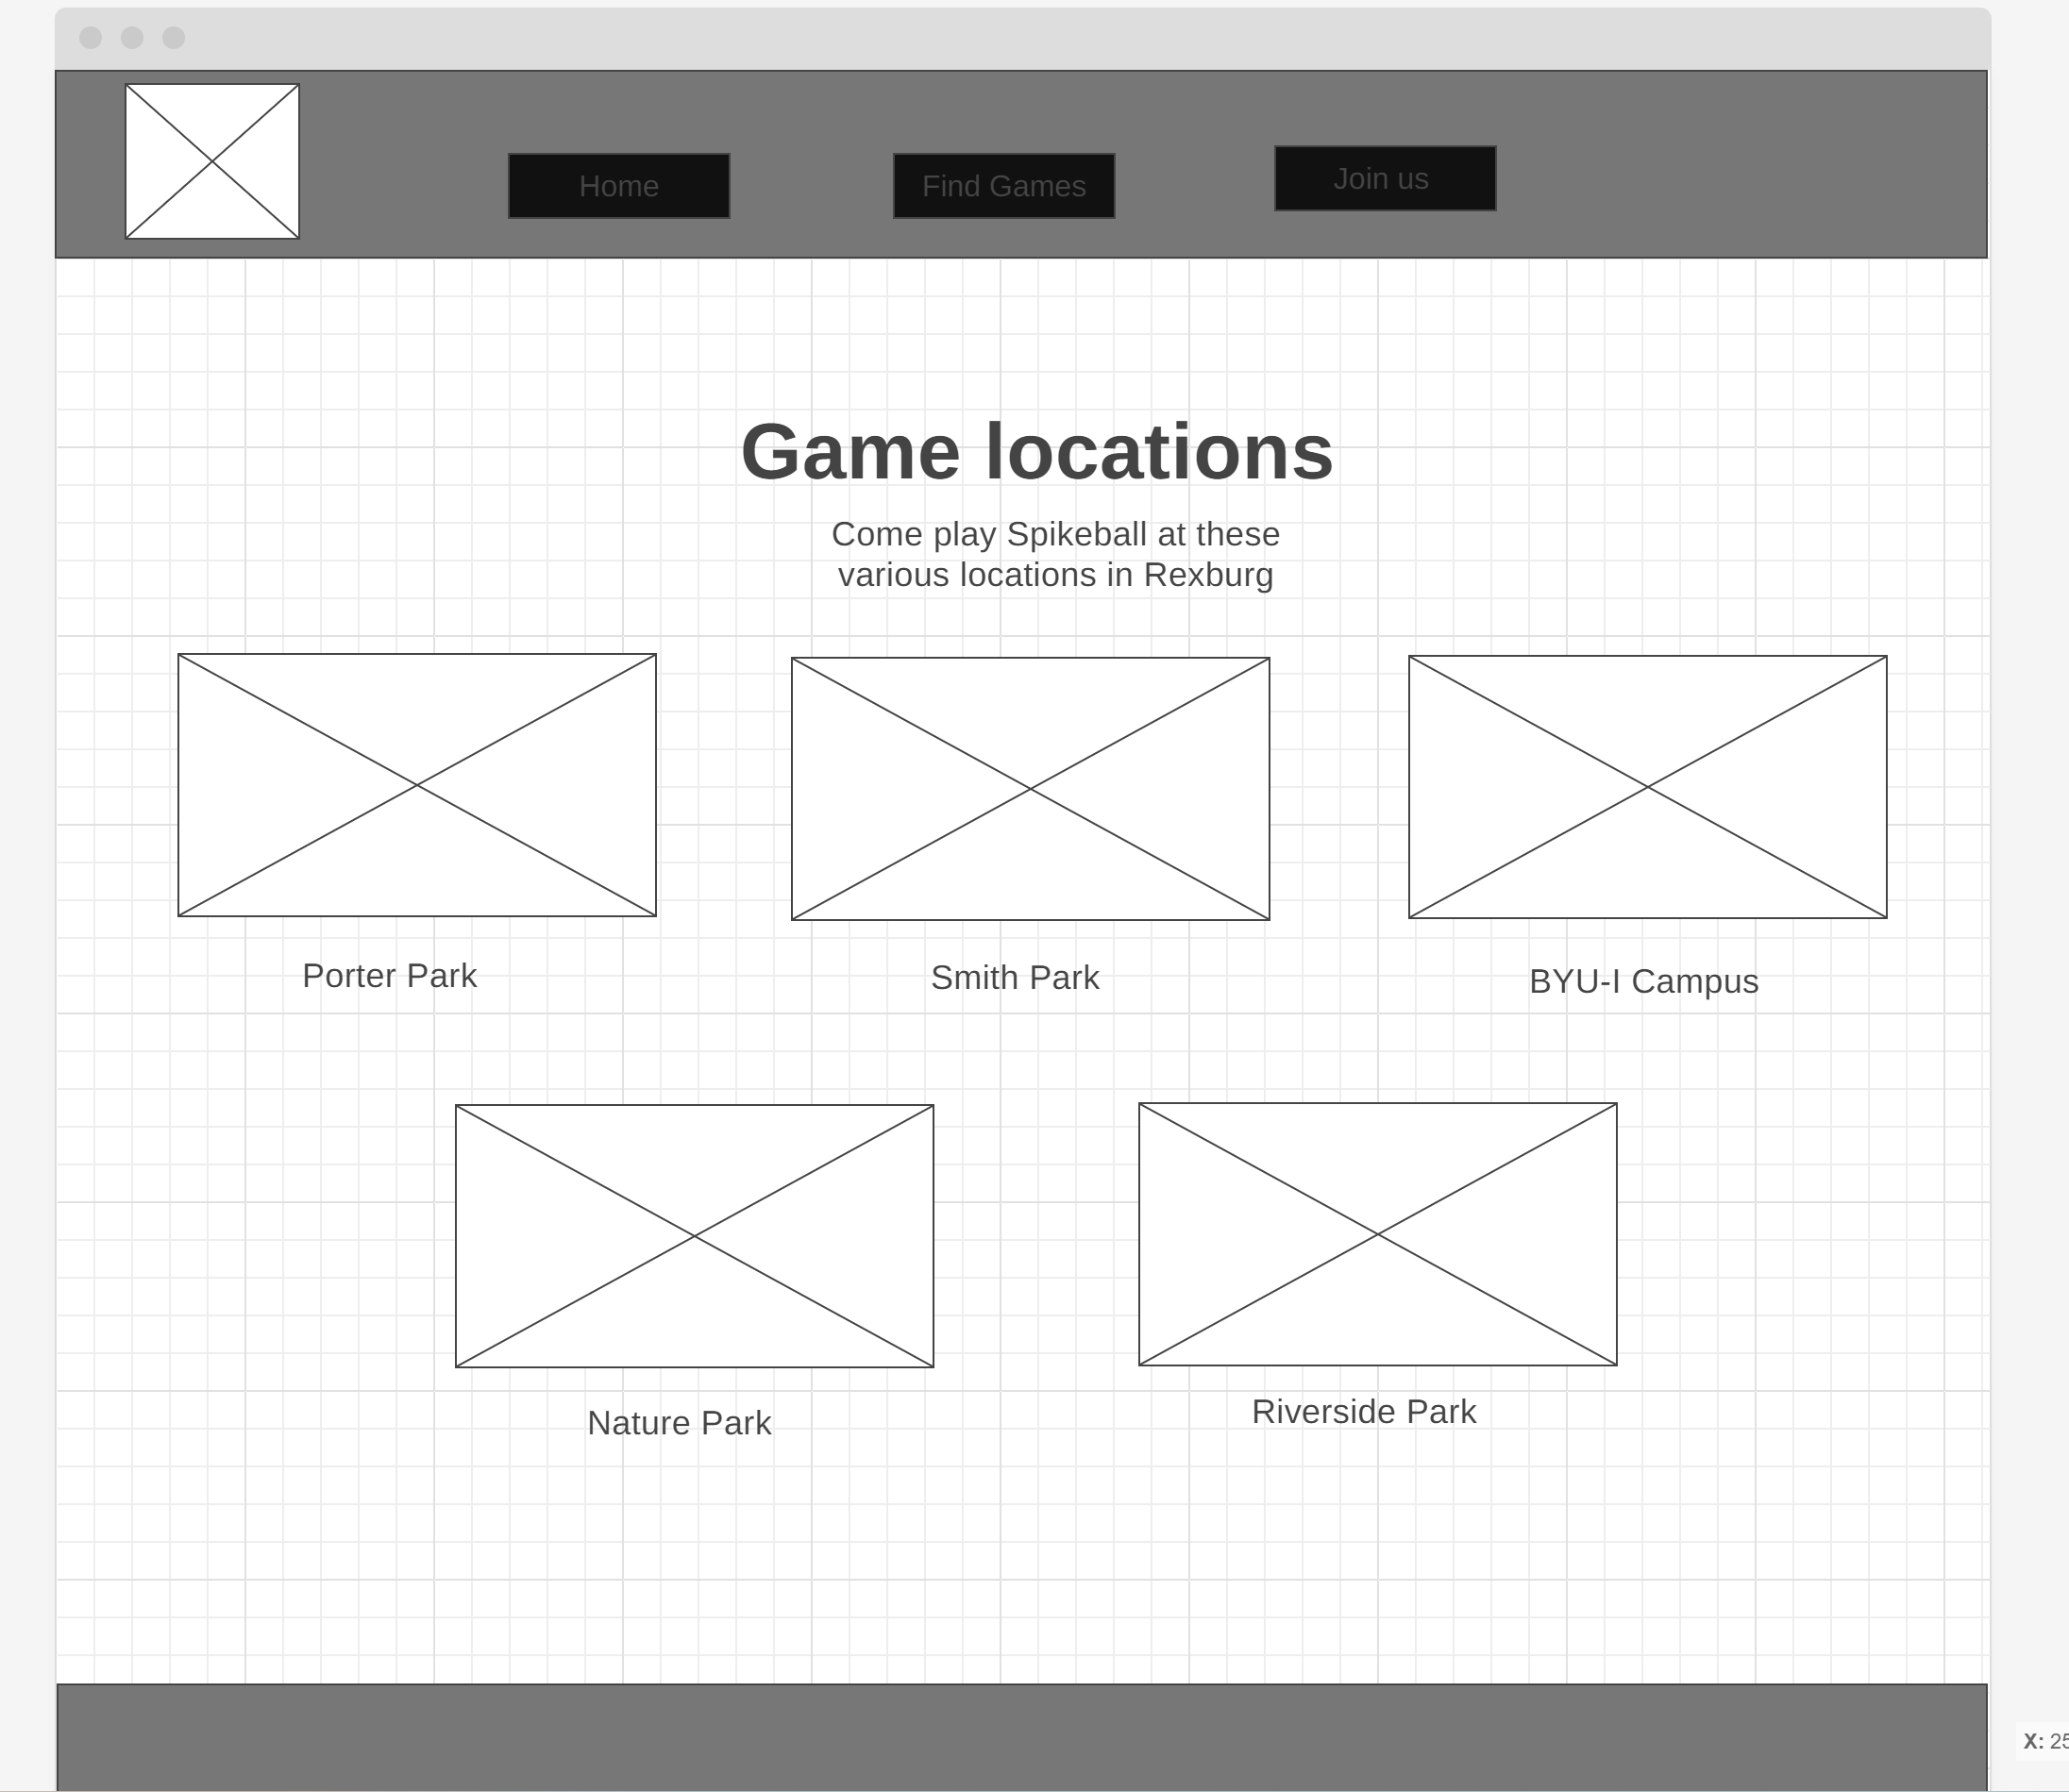 Home
Find Games
Join us
Game locations
Come play Spikeball at these
various locations in Rexburg
Porter Park
Smith Park
BYU-I Campus
Nature Park
Riverside Park
X: 25